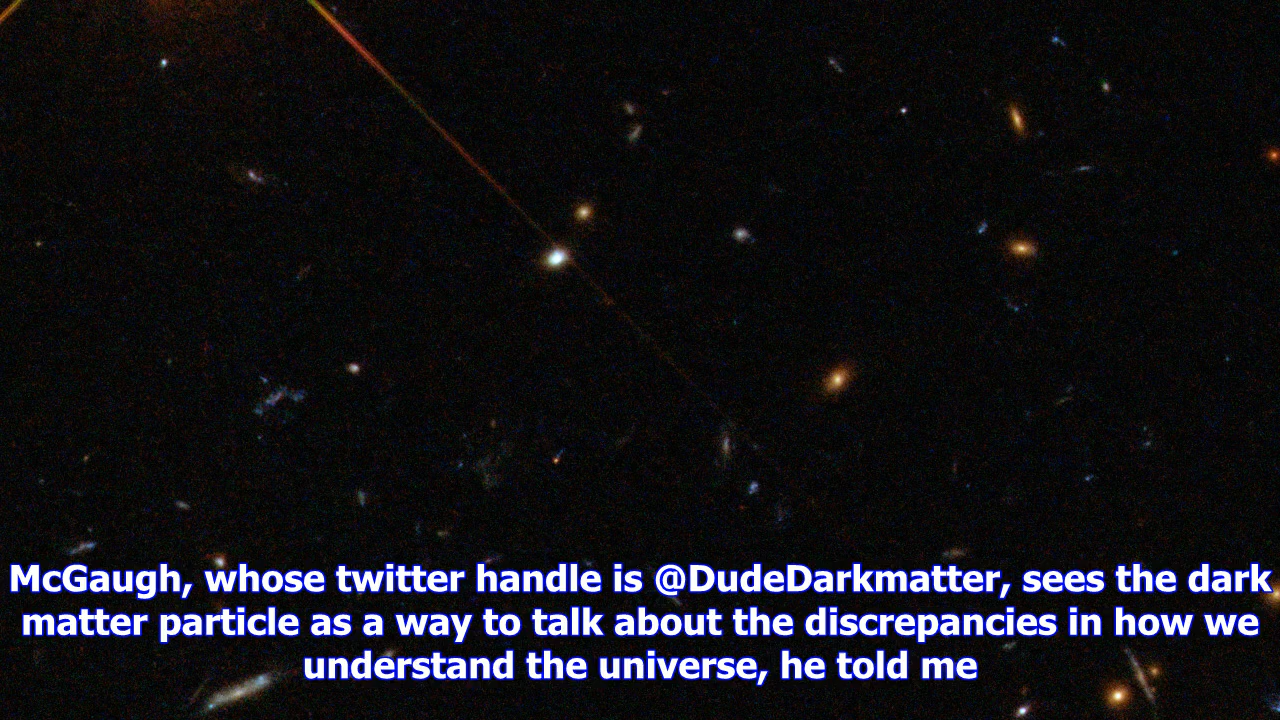 McGaugh, whose twitter handle is @DudeDarkmatter, sees the dark
matter particle as a way to talk about the discrepancies in how we
understand the universe, he told me